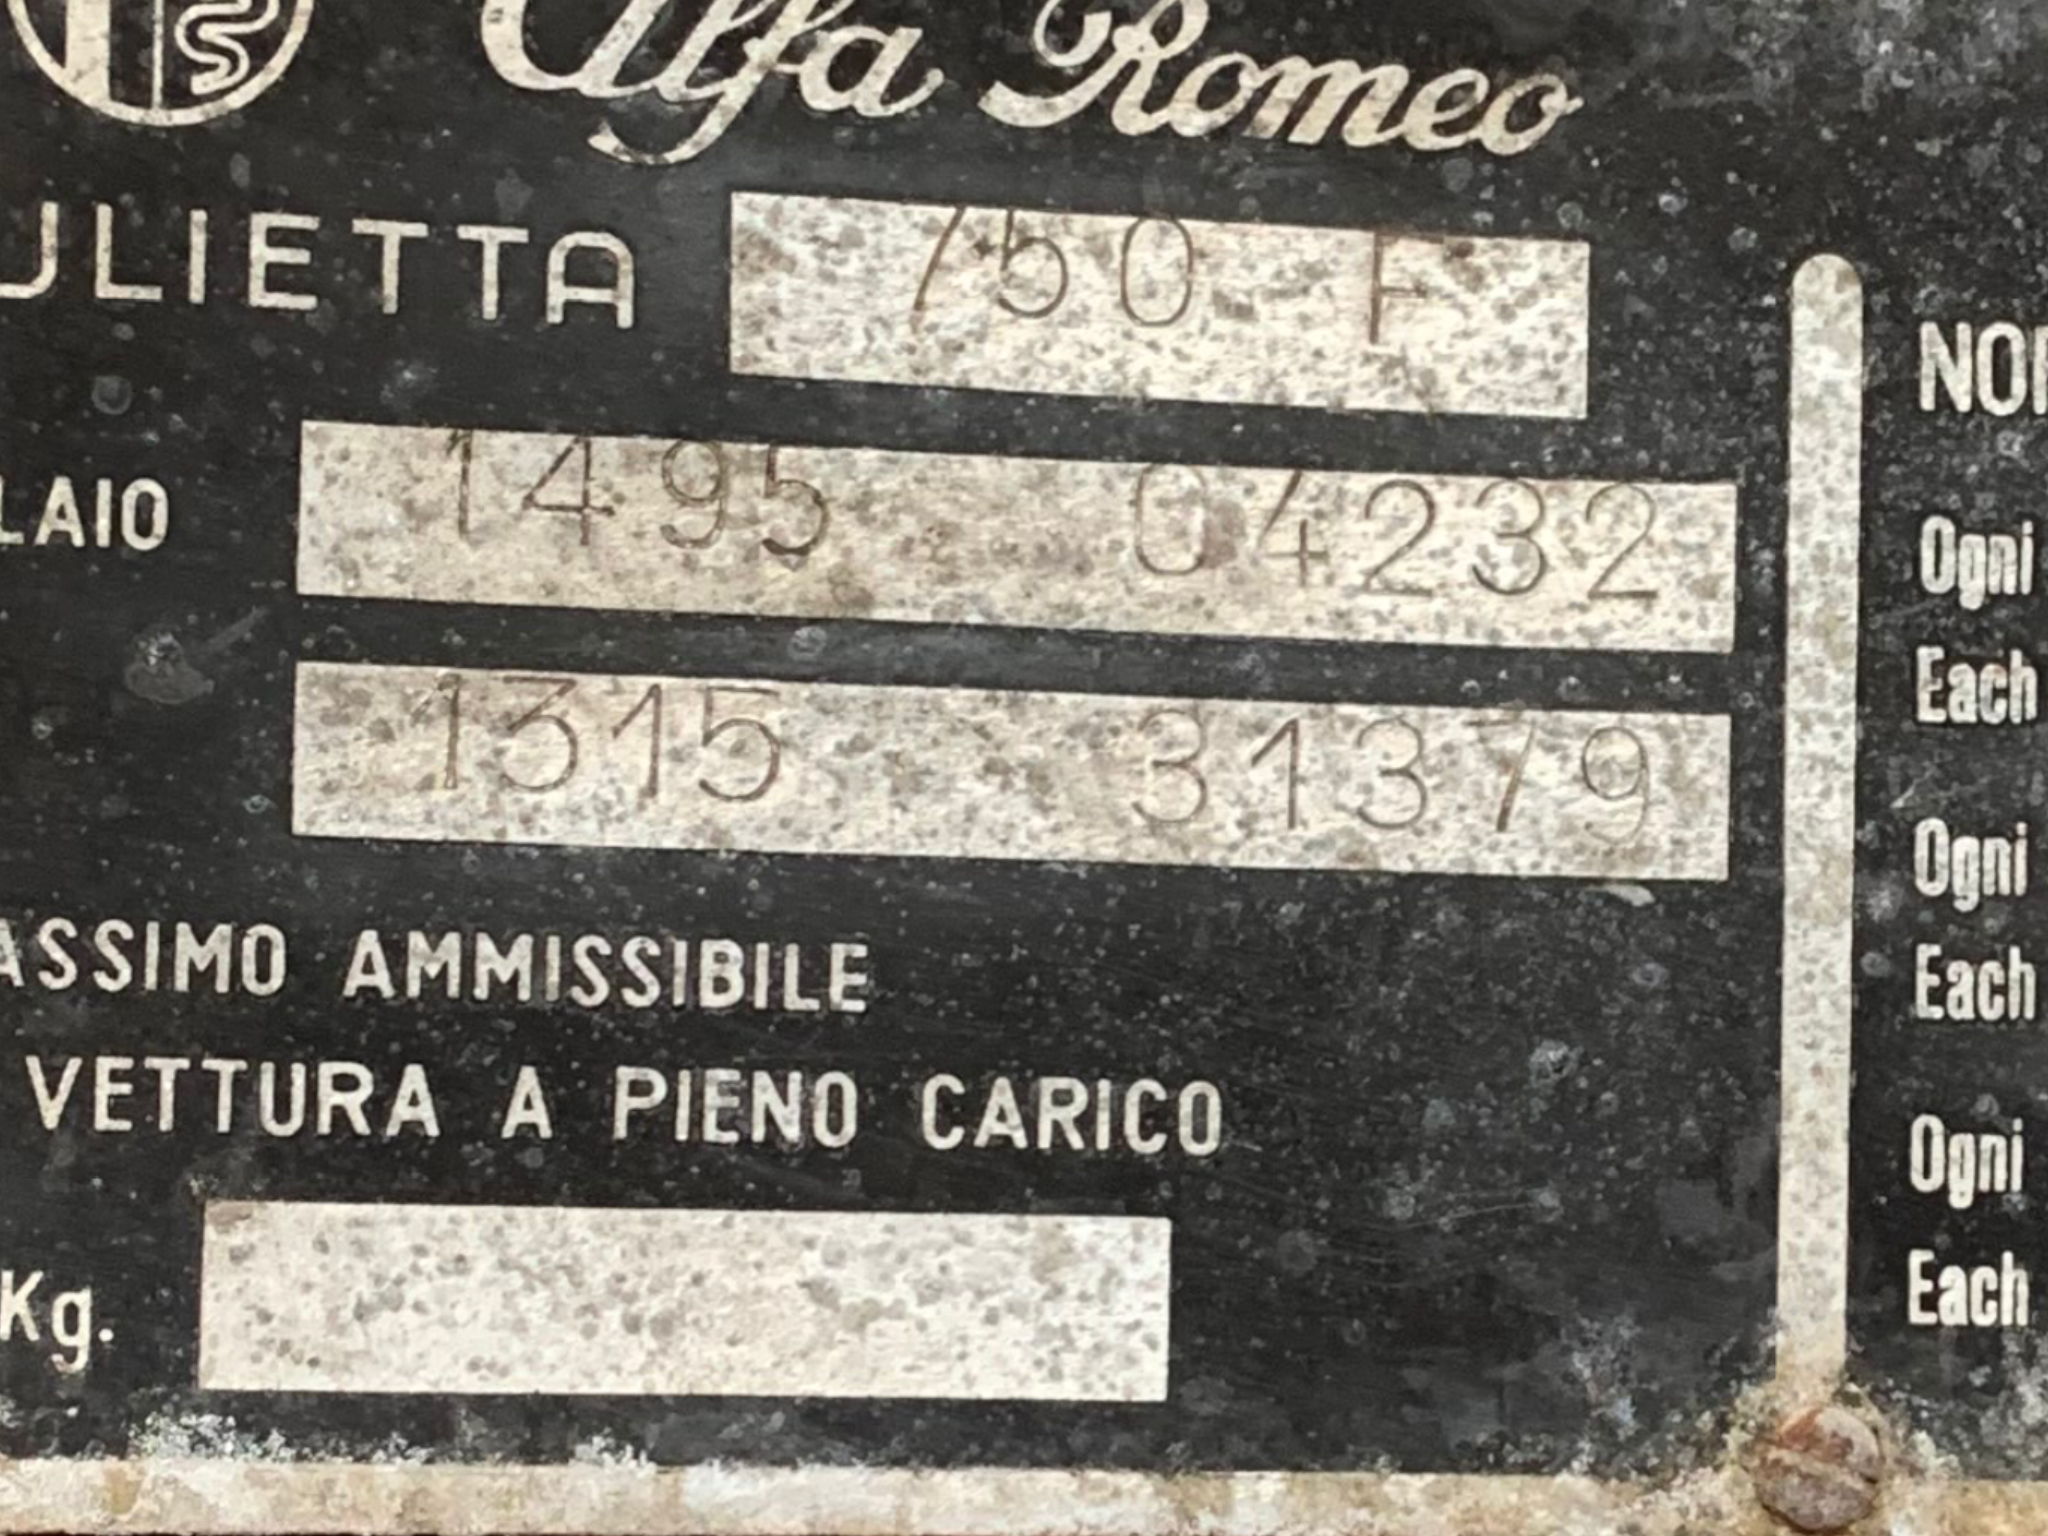 Alfa Romeo
ULIETTA 750 F
LAIO 1495 04232
1315 31379
ASSIMO AMMISSIBILE
VETTURA A PIENO CARICO
Kg.
NOR
Ogni
Each
Ogni
Each
Ogni
Each